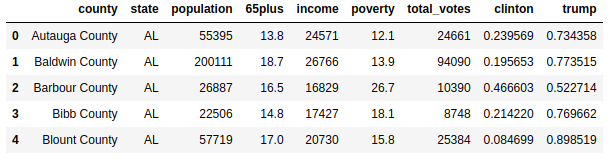 county state population 65plus income poverty total_votes clinton trump
0 Autauga County AL 55395 13.8 24571 12.1 24661 0.239569 0.734358
1 Baldwin County AL 200111 18.7 26766 13.9 94090 0.195653 0.773515
2 Barbour County AL 26887 16.5 16829 26.7 10390 0.466603 0.522714
3 Bibb County AL 22506 14.8 17427 18.1 8748 0.214220 0.769662
4 Blount County AL 57719 17.0 20730 15.8 25384 0.084699 0.898519